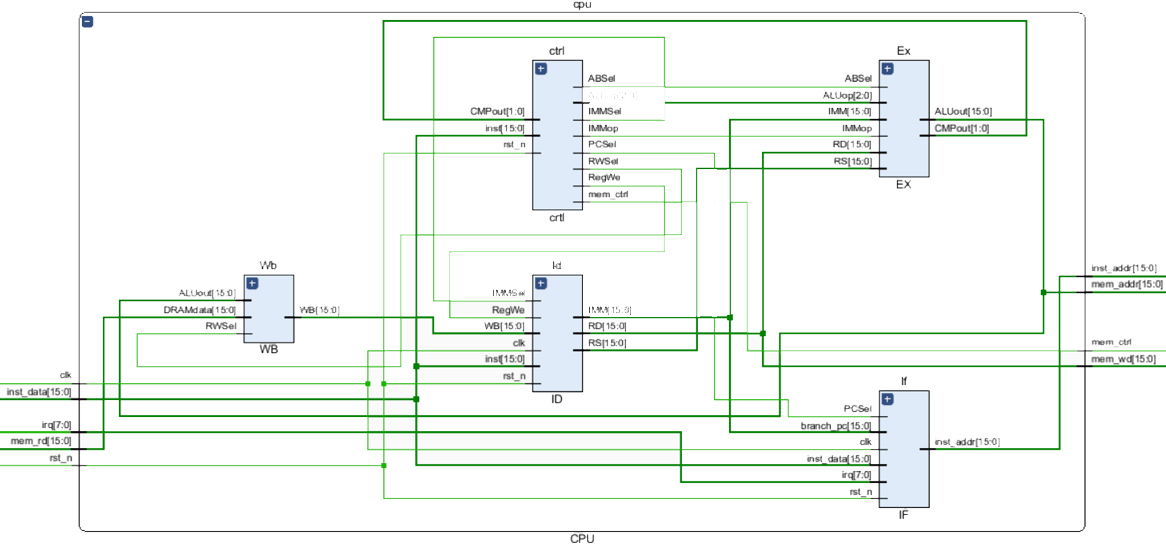 cpu
ctrl
CMPout[1:0]
inst[15:0]
rst_n
ABSel
IMMSel
IMMop
PCSel
RWSel
RegWe
mem_ctrl
crtl
Ex
ABSel
ALUop[2:0]
IMM[15:0]
IMMop
RD[15:0]
RS[15:0]
ALUout[15:0]
CMPout[1:0]
EX
Wb
ALUout[15:0]
DRAMdata[15:0]
RWSel
WB[15:0]
WB
Id
IMMSel
RegWe
WB[15:0]
clk
inst[15:0]
rst_n
IMM[15:0]
RD[15:0]
RS[15:0]
ID
inst_addr[15:0]
mem_addr[15:0]
mem_ctrl
mem_wd[15:0]
clk
inst_data[15:0]
irq[7:0]
mem_rd[15:0]
rst_n
If
PCSel
branch_pc[15:0]
clk
inst_data[15:0]
irq[7:0]
rst_n
inst_addr[15:0]
IF
CPU